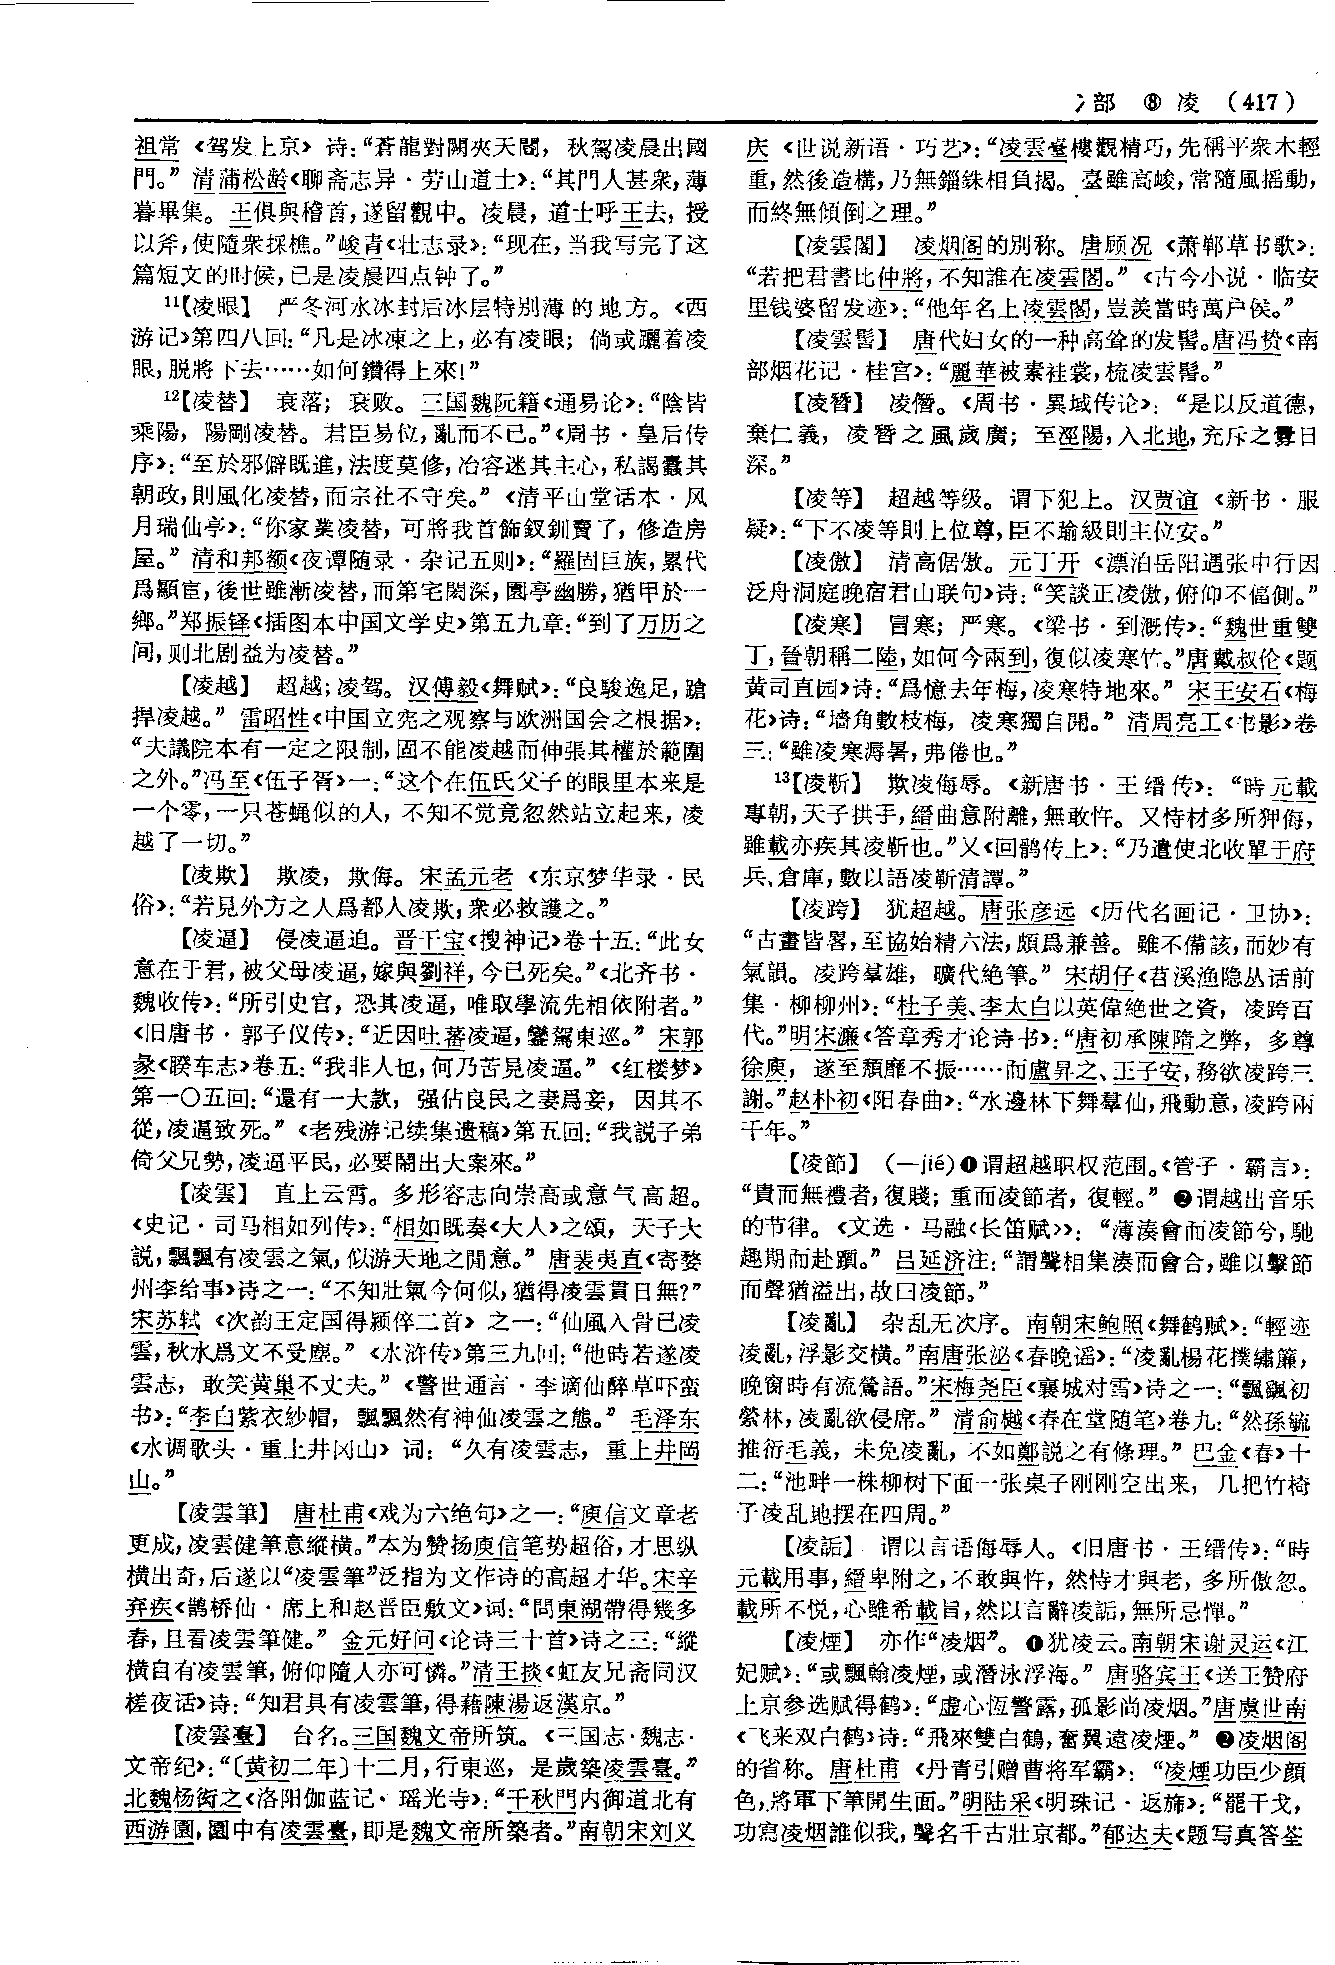 冫部 ⑧ 凌 (417)
祖常《驾发上京》诗：“蒼龍對闕夾天閶，秋駕凌晨出國
門。”清蒲松龄《聊斋志异·劳山道士》：“其門人甚衆，薄
暮畢集。王俱與稽首，遂留觀中。凌晨，道士呼王去，授
以斧，使隨衆採樵。”峻青《壮志录》：“现在，当我写完了这
篇短文的时候，已是凌晨四点钟了。”
11【凌眼】 严冬河水冰封后冰层特别薄的地方。《西
游记》第四八回：“凡是冰凍之上，必有凌眼；倘或躧着凌
眼，脱將下去……如何鑽得上來！”
12【凌替】 衰落；衰败。三国魏阮籍《通易论》：“陰皆
乘陽，陽剛凌替。君臣易位，亂而不已。”《周书·皇后传
序》：“至於邪僻既進，法度莫修，冶容迷其主心，私謁蠹其
朝政，則風化凌替，而宗社不守矣。”《清平山堂话本·风
月瑞仙亭》：“你家業凌替，可將我首飾釵釧賣了，修造房
屋。”清和邦额《夜谭随录·杂记五则》：“羅固巨族，累代
爲顯宦，後世雖漸凌替，而第宅閎深，園亭幽勝，猶甲於一
鄉。”郑振铎《插图本中国文学史》第五九章：“到了万历之
间，则北剧益为凌替。”
【凌越】 超越；凌驾。汉傅毅《舞赋》：“良駿逸足，蹌
捍凌越。”雷昭性《中国立宪之观察与欧洲国会之根据》：
“夫議院本有一定之限制，固不能凌越而伸張其權於範圍
之外。”冯至《伍子胥》一：“这个在伍氏父子的眼里本来是
一个零，一只苍蝇似的人，不知不觉竟忽然站立起来，凌
越了一切。”
【凌欺】 欺凌，欺侮。宋孟元老《东京梦华录·民
俗》：“若見外方之人爲都人凌欺，衆必救護之。”
【凌逼】 侵凌逼迫。晋干宝《搜神记》卷十五：“此女
意在于君，被父母凌逼，嫁與劉祥，今已死矣。”《北齐书·
魏收传》：“所引史官，恐其凌逼，唯取學流先相依附者。”
《旧唐书·郭子仪传》：“近因吐蕃凌逼，鑾駕東巡。”宋郭
彖《睽车志》卷五：“我非人也，何乃苦見凌逼。”《红楼梦》
第一〇五回：“還有一大款，强佔良民之妻爲妾，因其不
從，凌逼致死。”《老残游记续集遗稿》第五回：“我説子弟
倚父兄勢，凌逼平民，必要鬧出大案來。”
【凌雲】 直上云霄。多形容志向崇高或意气高超。
《史记·司马相如列传》：“相如既奏《大人》之頌，天子大
説，飄飄有凌雲之氣，似游天地之閒意。”唐裴夷直《寄婺
州李给事》诗之一：“不知壯氣今何似，猶得凌雲貫日無？”
宋苏轼《次韵王定国得颍倅二首》之一：“仙風入骨已凌
雲，秋水爲文不受塵。”《水浒传》第三九回：“他時若遂凌
雲志，敢笑黄巢不丈夫。”《警世通言·李谪仙醉草吓蛮
书》：“李白紫衣紗帽，飄飄然有神仙凌雲之態。”毛泽东
《水调歌头·重上井冈山》词：“久有凌雲志，重上井岡
山。”
【凌雲筆】 唐杜甫《戏为六绝句》之一：“庾信文章老
更成，凌雲健筆意縱横。”本为赞扬庾信笔势超俗，才思纵
横出奇，后遂以“凌雲筆”泛指为文作诗的高超才华。宋辛
弃疾《鹊桥仙·席上和赵晋臣敷文》词：“問東湖帶得幾多
春，且看凌雲筆健。”金元好问《论诗三十首》诗之三：“縱
横自有凌雲筆，俯仰隨人亦可憐。”清王掞《虹友兄斋同汉
槎夜话》诗：“知君具有凌雲筆，得藉陳湯返漢京。”
【凌雲臺】 台名。三国魏文帝所筑。《三国志·魏志·
文帝纪》：“〔黄初二年〕十二月，行東巡，是歲築凌雲臺。”
北魏杨衒之《洛阳伽蓝记·瑶光寺》：“千秋門内御道北有
西游園，園中有凌雲臺，即是魏文帝所築者。”南朝宋刘义
庆《世说新语·巧艺》：“凌雲臺樓觀精巧，先稱平衆木輕
重，然後造構，乃無錙銖相負揭。臺雖高峻，常隨風摇動，
而終無傾倒之理。”
【凌雲閣】 凌烟阁的别称。唐顾况《萧郸草书歌》：
“若把君書比仲將，不知誰在凌雲閣。”《古今小说·临安
里钱婆留发迹》：“他年名上凌雲閣，豈羨當時萬户侯。”
【凌雲髻】 唐代妇女的一种高耸的发髻。唐冯贽《南
部烟花记·桂宫》：“麗華被素袿裳，梳凌雲髻。”
【凌暬】 凌僭。《周书·異域传论》：“是以反道德，
棄仁義，凌暬之風歲廣；至涇陽，入北地，充斥之釁日
深。”
【凌等】 超越等级。谓下犯上。汉贾谊《新书·服
疑》：“下不凌等則上位尊，臣不踰級則主位安。”
【凌傲】 清高倨傲。元丁开《漂泊岳阳遇张中行因
泛舟洞庭晚宿君山联句》诗：“笑談正凌傲，俯仰不偪側。”
【凌寒】 冒寒；严寒。《梁书·到溉传》：“魏世重雙
丁，晉朝稱二陸，如何今兩到，復似凌寒竹。”唐戴叔伦《题
黄司直园》诗：“爲憶去年梅，凌寒特地來。”宋王安石《梅
花》诗：“墙角數枝梅，凌寒獨自開。”清周亮工《书影》卷
三：“雖凌寒溽暑，弗倦也。”
13【凌靳】 欺凌侮辱。《新唐书·王缙传》：“時元載
專朝，天子拱手，縉曲意附離，無敢忤。又恃材多所狎侮，
雖載亦疾其凌靳也。”又《回鹘传上》：“乃遣使北收單于府
兵、倉庫，數以語凌靳清潭。”
【凌跨】 犹超越。唐张彦远《历代名画记·卫协》：
“古畫皆畧，至協始精六法，頗爲兼善。雖不備該，而妙有
氣韻。凌跨羣雄，曠代絶筆。”宋胡仔《苕溪渔隐丛话前
集·柳柳州》：“杜子美、李太白以英偉絶世之資，凌跨百
代。”明宋濂《答章秀才论诗书》：“唐初承陳隋之弊，多尊
徐庾，遂至頽靡不振……而盧昇之、王子安，務欲凌跨三
謝。”赵朴初《阳春曲》：“水邊林下舞羣仙，飛動意，凌跨兩
千年。”
【凌節】 (—jié)❶谓超越职权范围。《管子·霸言》：
“貴而無禮者，復賤；重而凌節者，復輕。”❷谓越出音乐
的节律。《文选·马融〈长笛赋〉》：“薄湊會而凌節兮，馳
趣期而赴躓。”吕延济注：“謂聲相集湊而會合，雖以擊節
而聲猶溢出，故曰凌節。”
【凌亂】 杂乱无次序。南朝宋鲍照《舞鹤赋》：“輕迹
凌亂，浮影交横。”南唐张泌《春晚谣》：“凌亂楊花撲繡簾，
晚窗時有流鶯語。”宋梅尧臣《襄城对雪》诗之一：“飄飖初
縈林，凌亂欲侵席。”清俞樾《春在堂随笔》卷九：“然孫毓
推衍毛義，未免凌亂，不如鄭説之有條理。”巴金《春》十
二：“池畔一株柳树下面一张桌子刚刚空出来，几把竹椅
子凌乱地摆在四周。”
【凌詬】 谓以言语侮辱人。《旧唐书·王缙传》：“時
元載用事，縉卑附之，不敢與忤，然恃才與老，多所傲忽。
載所不悦，心雖希載旨，然以言辭凌詬，無所忌憚。”
【凌煙】 亦作“凌烟”。❶犹凌云。南朝宋谢灵运《江
妃赋》：“或飄翰凌煙，或潛泳浮海。”唐骆宾王《送王赞府
上京参选赋得鹤》：“虚心恆警露，孤影尚凌烟。”唐虞世南
《飞来双白鹤》诗：“飛來雙白鶴，奮翼遠凌煙。”❷凌烟阁
的省称。唐杜甫《丹青引赠曹将军霸》：“凌煙功臣少顔
色，將軍下筆開生面。”明陆采《明珠记·返旆》：“罷干戈，
功寫凌烟誰似我，聲名千古壯京都。”郁达夫《题写真答荃